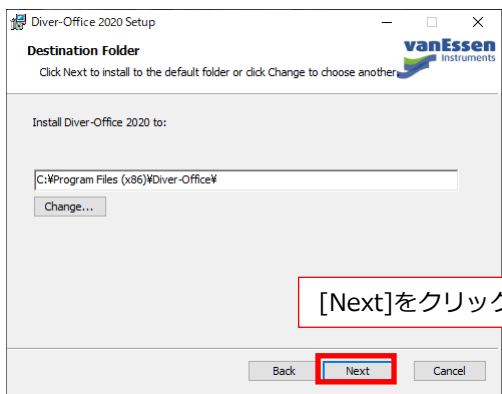 Diver-Office 2020 Setup
Destination Folder
Click Next to install to the default folder or click Change to choose another.
vanEssen
Instruments
Install Diver-Office 2020 to:
C:¥Program Files (x86)¥Diver-Office¥
Change...
[Next]をクリック
Back
Next
Cancel